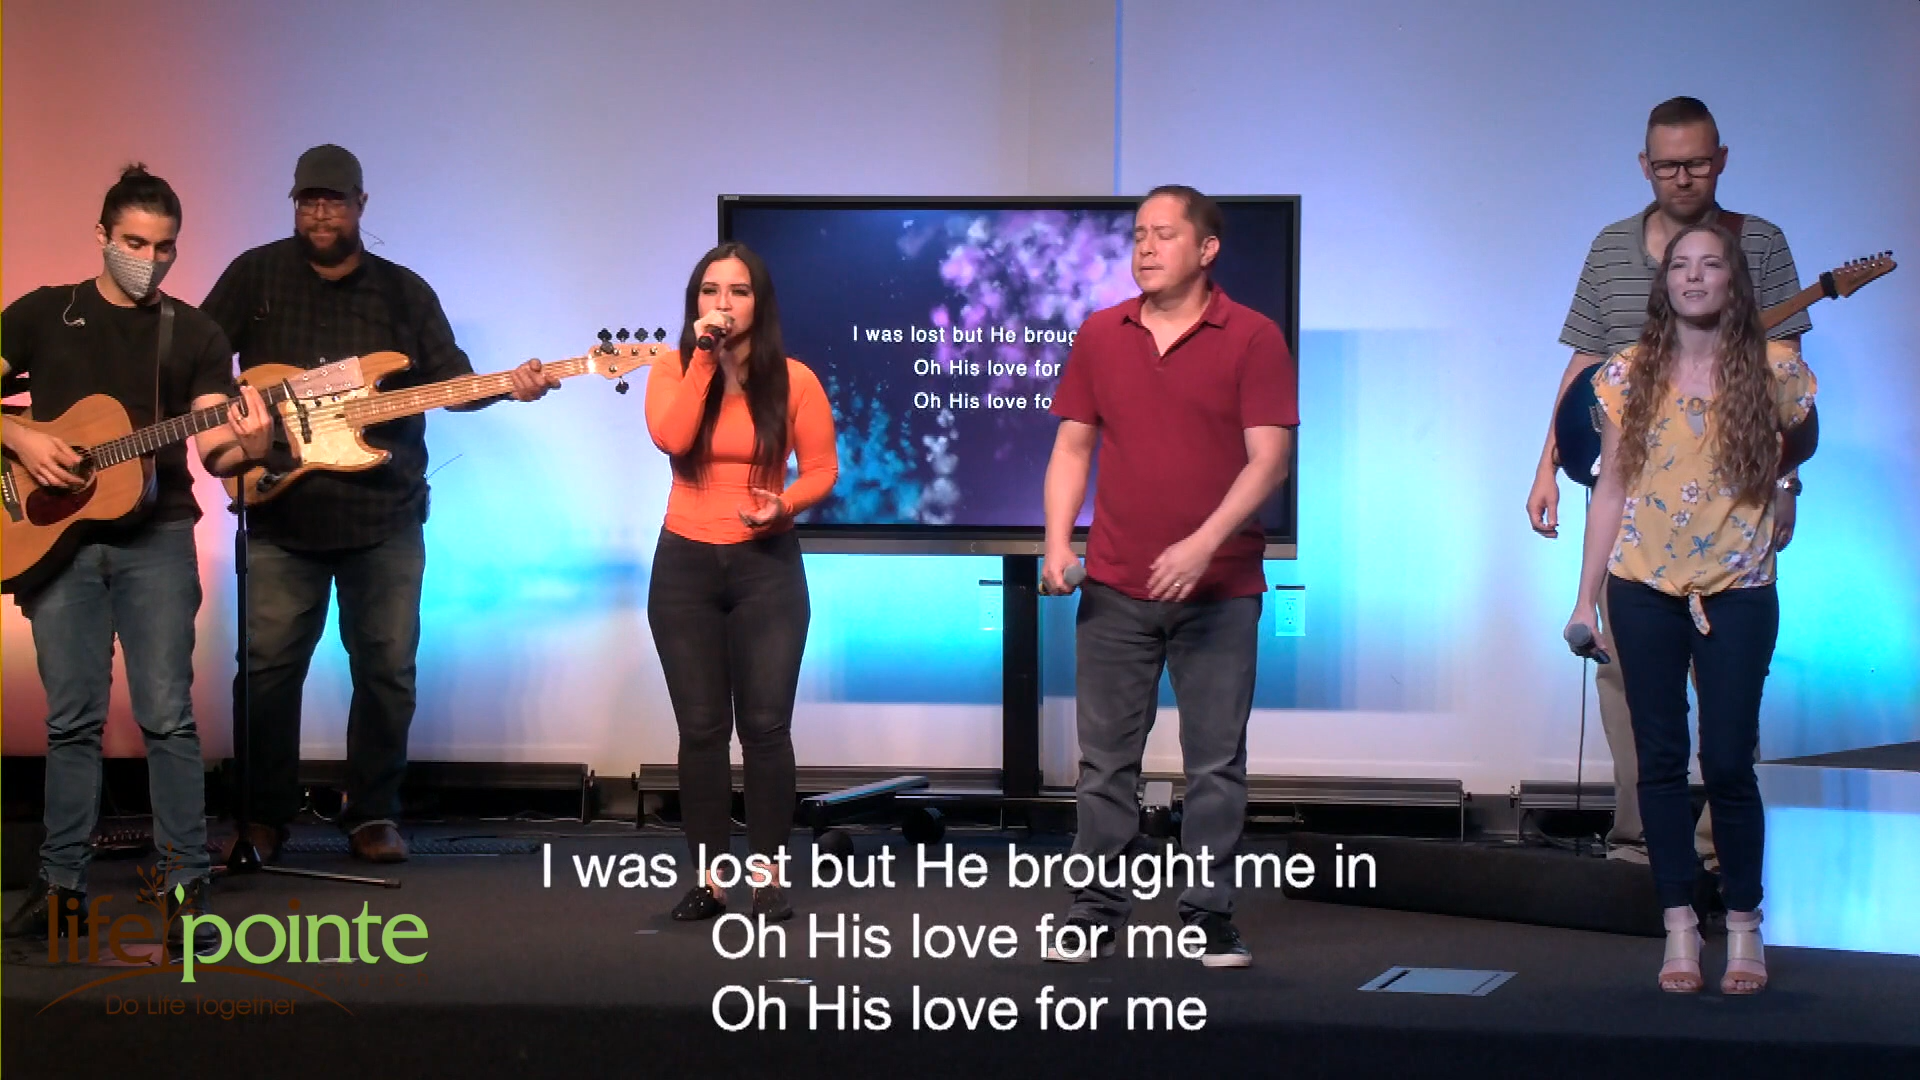 I was lost but He broug
Oh His love for
Oh His love fo
I was lost but He brought me in
Oh His love for me
Oh His love for me
life pointe
Do Life Together